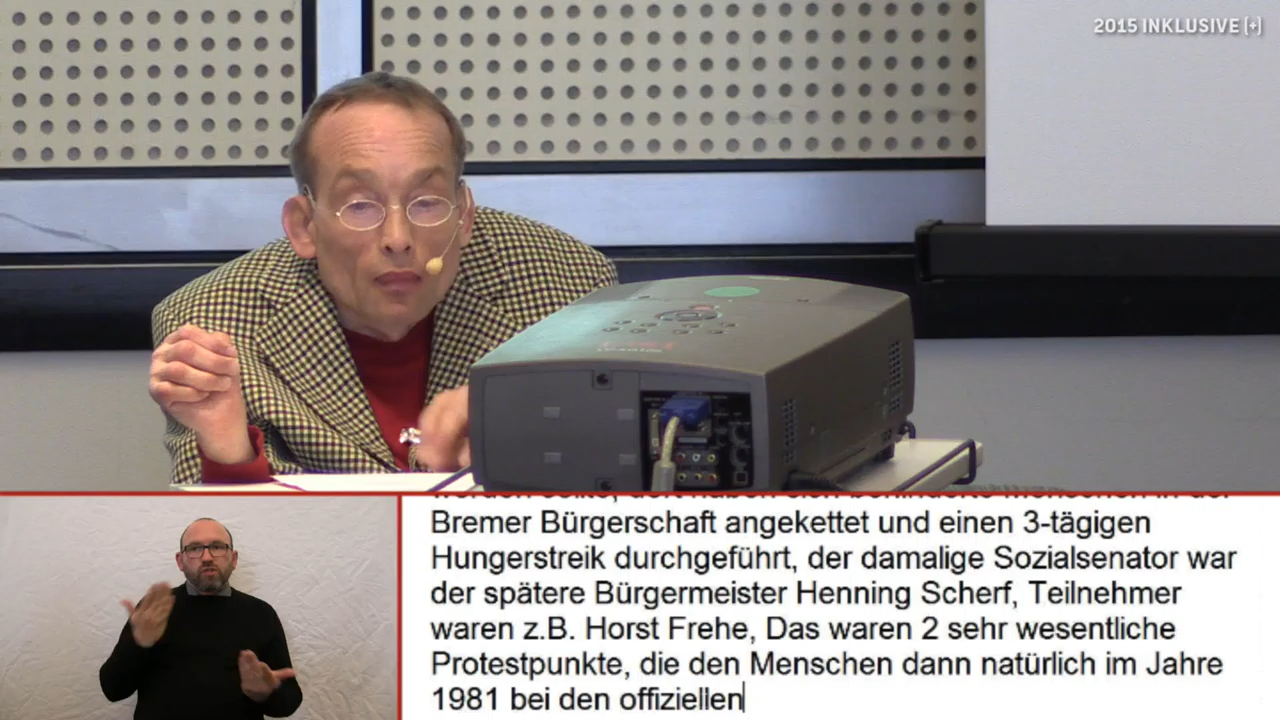 2015 INKLUSIVE [+]
Bremer Bürgerschaft angekettet und einen 3-tägigen
Hungerstreik durchgeführt, der damalige Sozialsenator war
der spätere Bürgermeister Henning Scherf, Teilnehmer
waren z.B. Horst Frehe, Das waren 2 sehr wesentliche
Protestpunkte, die den Menschen dann natürlich im Jahre
1981 bei den offiziellen